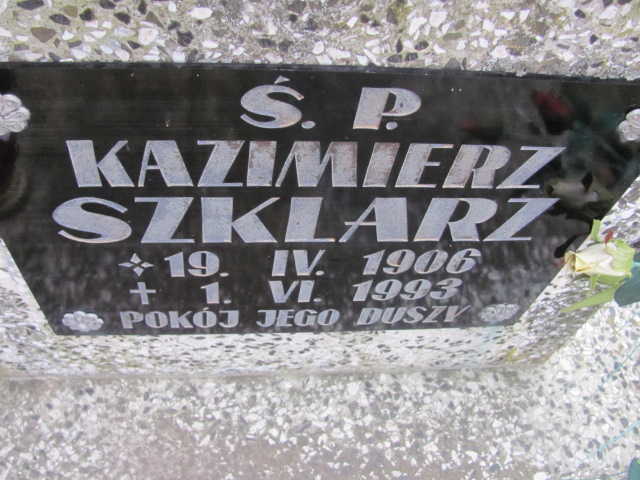 Ś. P.
KAZIMIERZ
SZKLARZ
✧ 19. IV. 1906
+ 1. VI. 1993
POKÓJ JEGO DUSZY